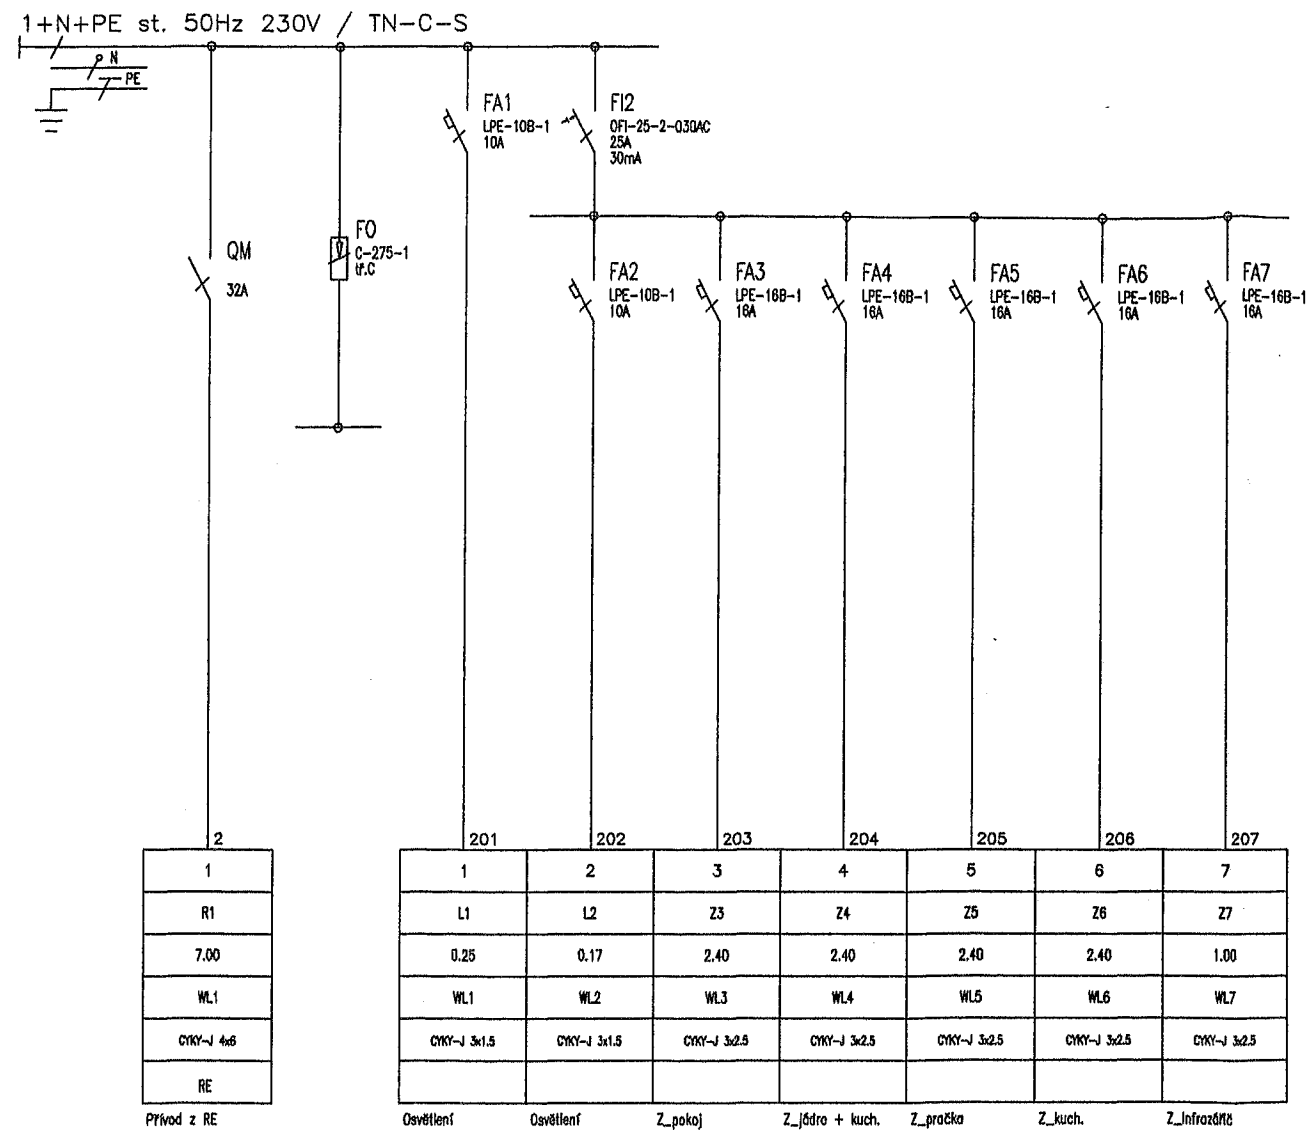 1+N+PE st. 50Hz 230V / TN-C-S
N
PE
FA1
LPE-10B-1
10A
FI2
OFI-25-2-030AC
25A
30mA
QM
32A
FO
C-275-1
tř.C
FA2
LPE-10B-1
10A
FA3
LPE-16B-1
16A
FA4
LPE-16B-1
16A
FA5
LPE-16B-1
16A
FA6
LPE-16B-1
16A
FA7
LPE-16B-1
16A
2 201 202 203 204 205 206 207
1 1 2 3 4 5 6 7
R1 L1 L2 Z3 Z4 Z5 Z6 Z7
7.00 0.25 0.17 2.40 2.40 2.40 2.40 1.00
WL1 WL1 WL2 WL3 WL4 WL5 WL6 WL7
CYKY-J 4x6 CYKY-J 3x1.5 CYKY-J 3x1.5 CYKY-J 3x2.5 CYKY-J 3x2.5 CYKY-J 3x2.5 CYKY-J 3x2.5 CYKY-J 3x2.5
RE
Přívod z RE Osvětlení Osvětlení Z_pokoj Z_jádro + kuch. Z_pračka Z_kuch. Z_infrazářič